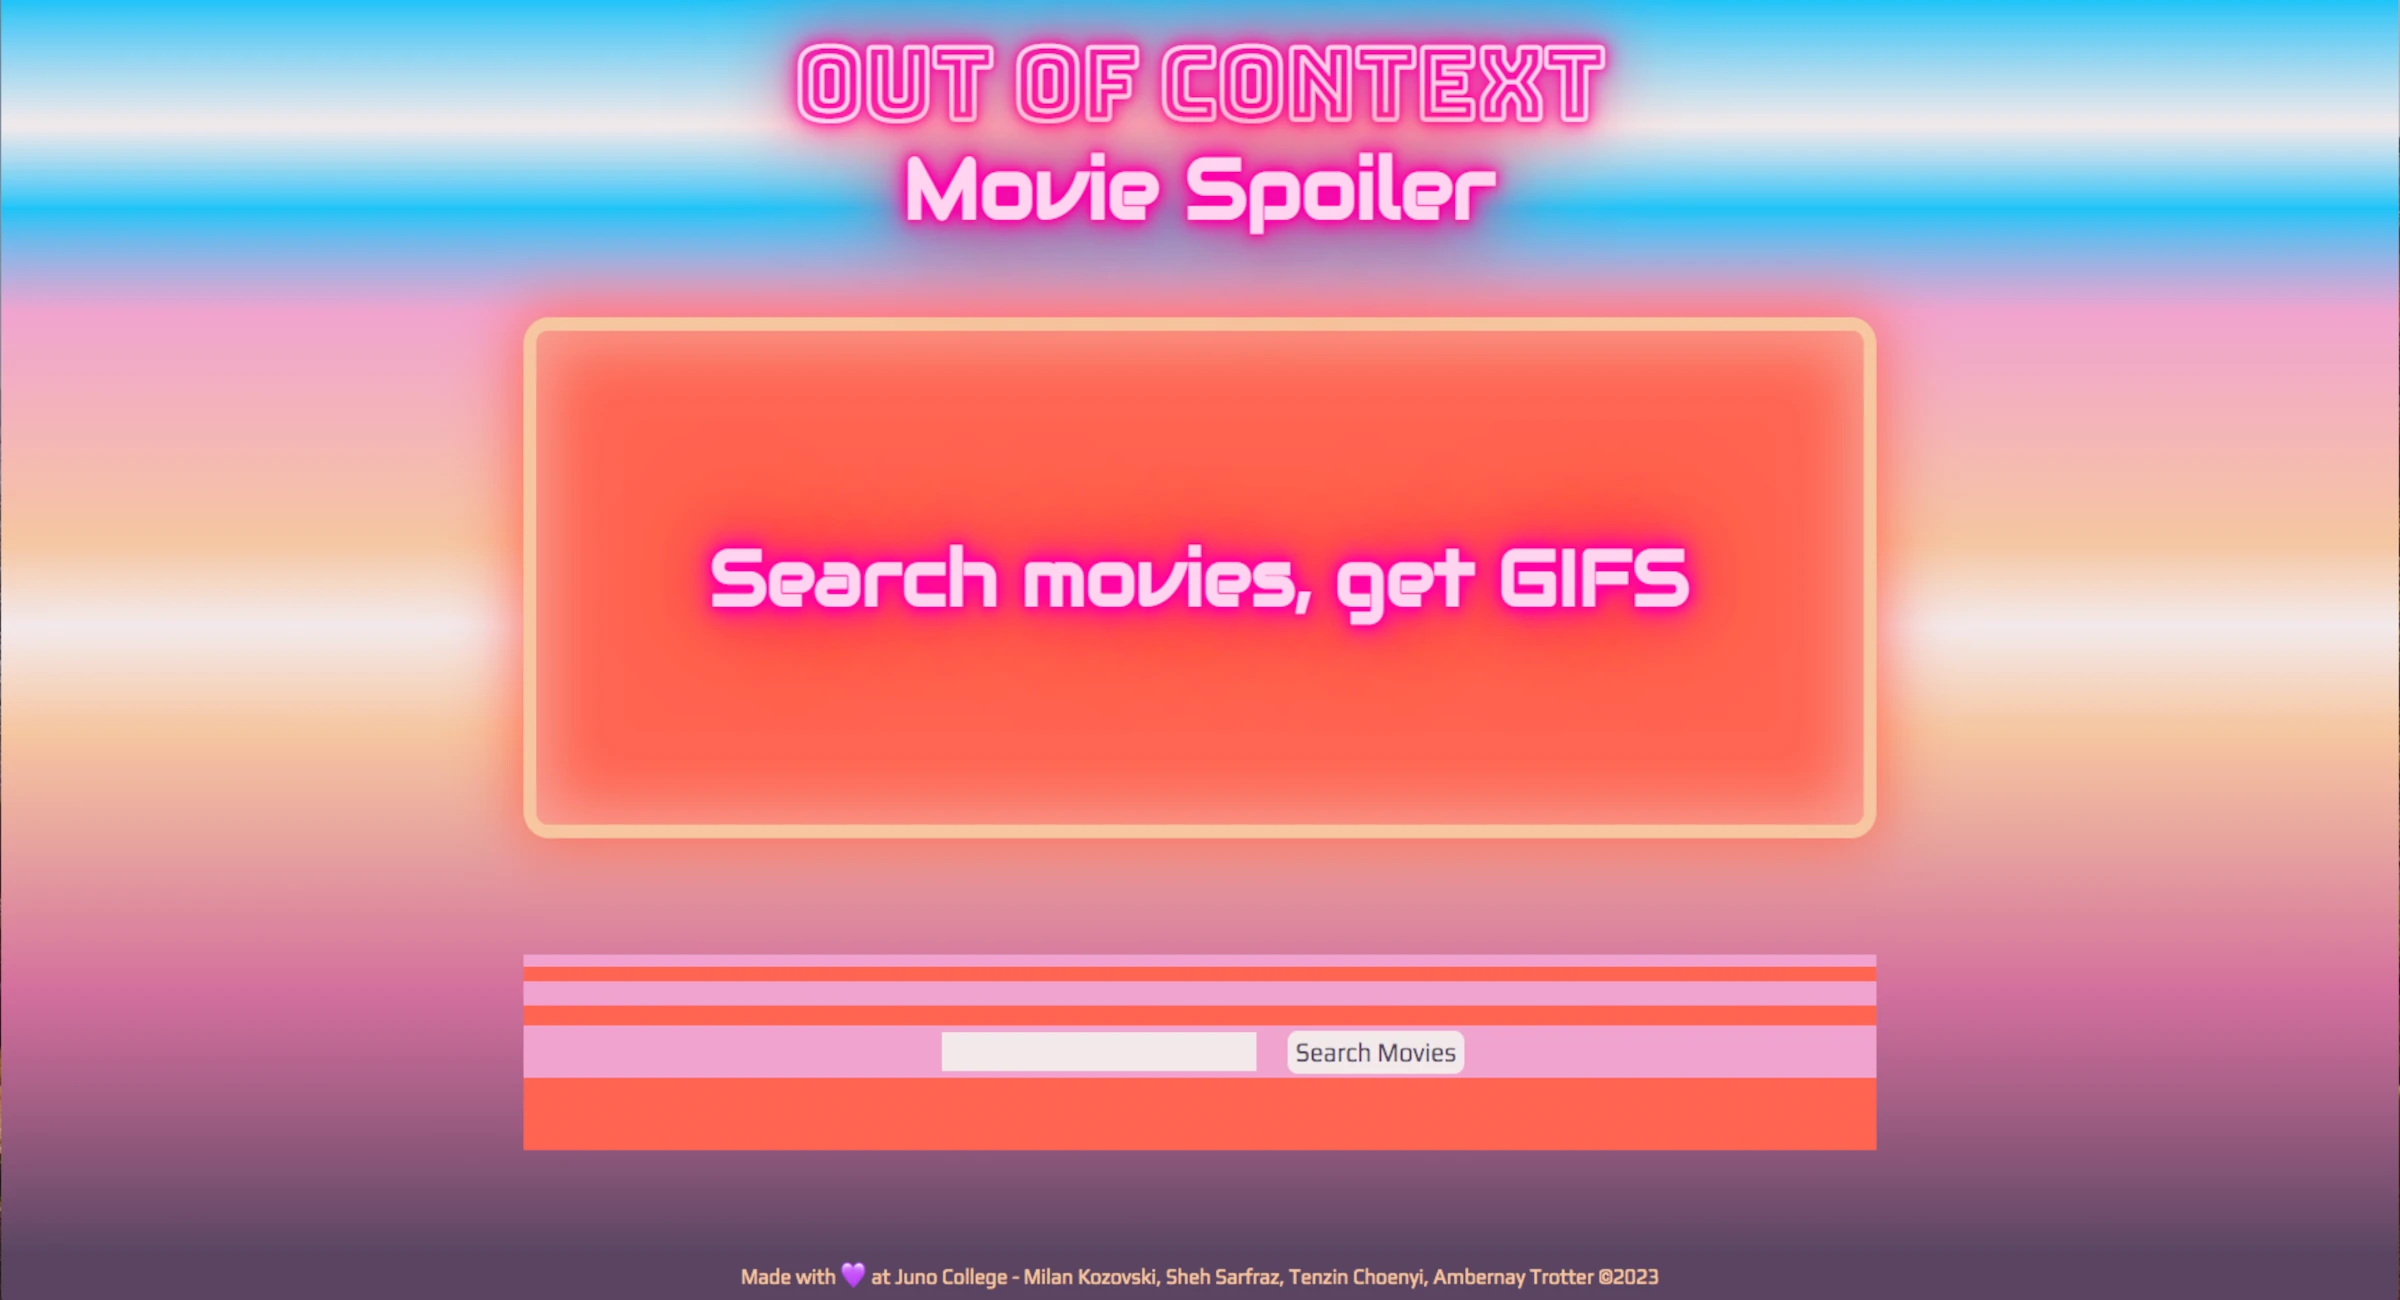 OUT OF CONTEXT
Movie Spoiler
Search movies, get GIFS
Search Movies
Made with 💜 at Juno College - Milan Kozovski, Sheh Sarfraz, Tenzin Choenyi, Ambernay Trotter ©2023